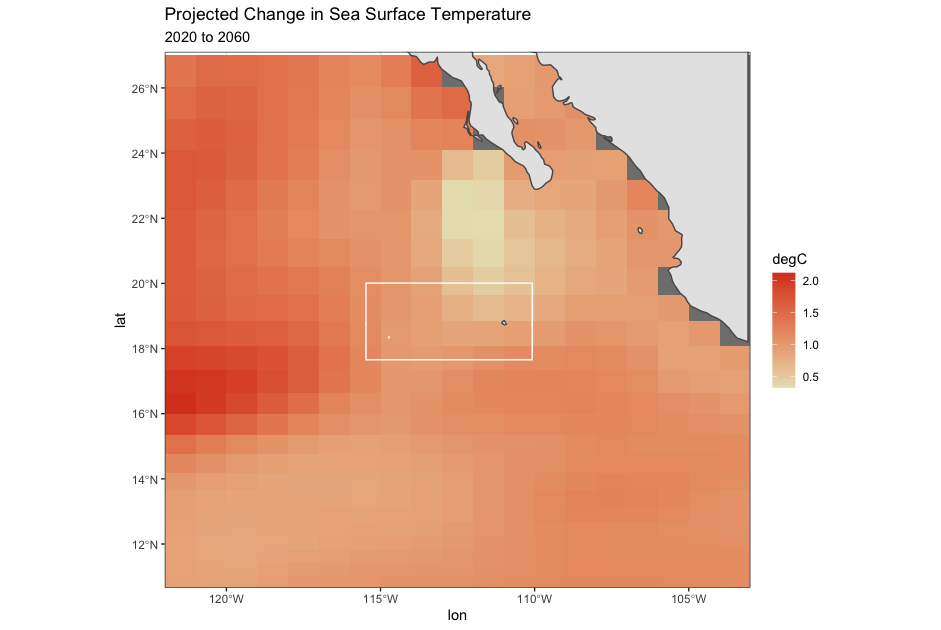 Projected Change in Sea Surface Temperature
2020 to 2060
26°N
24°N
22°N
20°N
18°N
16°N
14°N
12°N
lat
120°W 115°W 110°W 105°W
lon
degC
2.0
1.5
1.0
0.5